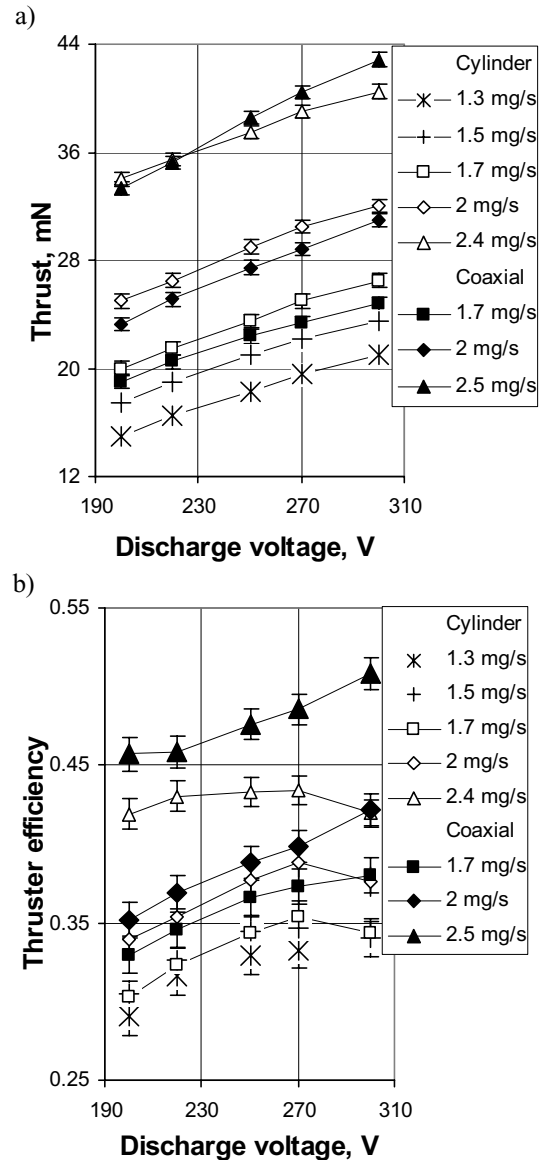 a)
44
36
28
20
12
Thrust, mN
190
230
270
310
Discharge voltage, V
Cylinder
1.3 mg/s
1.5 mg/s
1.7 mg/s
2 mg/s
2.4 mg/s
Coaxial
1.7 mg/s
2 mg/s
2.5 mg/s
b)
0.55
0.45
0.35
0.25
Thruster efficiency
190
230
270
310
Discharge voltage, V
Cylinder
1.3 mg/s
1.5 mg/s
1.7 mg/s
2 mg/s
2.4 mg/s
Coaxial
1.7 mg/s
2 mg/s
2.5 mg/s